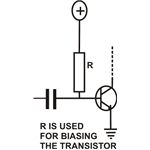 +
R
R IS USED
FOR BIASING
THE TRANSISTOR